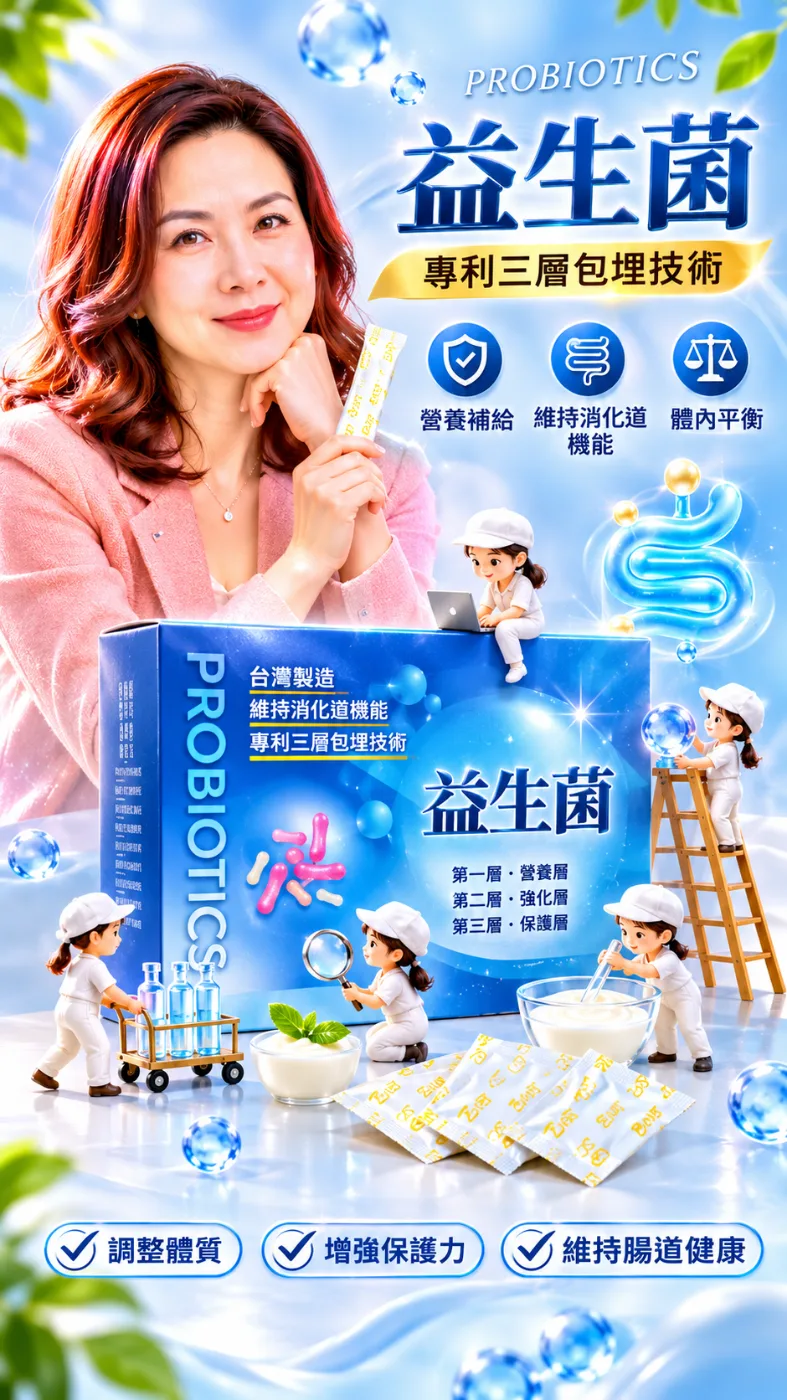 PROBIOTICS
益生菌
專利三層包埋技術
營養補給
維持消化道
機能
體內平衡
PROBIOTICS
台灣製造
維持消化道機能
專利三層包埋技術
益生菌
第一層・營養層
第二層・強化層
第三層・保護層
調整體質
增強保護力
維持腸道健康